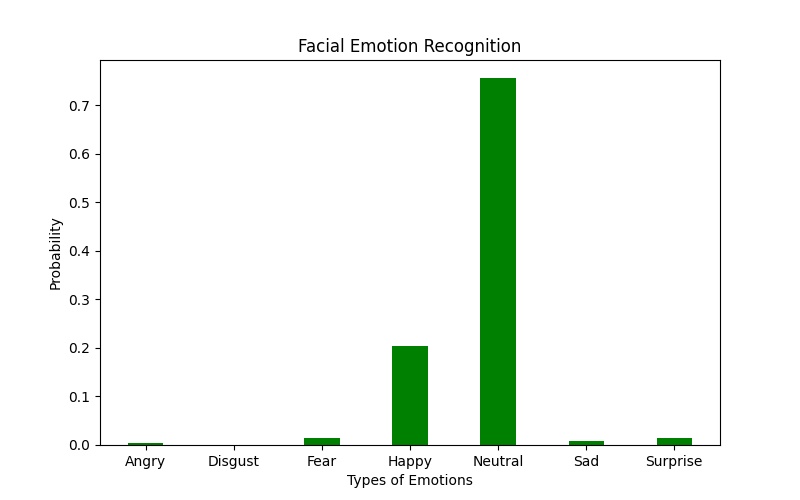 Facial Emotion Recognition
Probability
0.7
0.6
0.5
0.4
0.3
0.2
0.1
0.0
Angry Disgust Fear Happy Neutral Sad Surprise
Types of Emotions